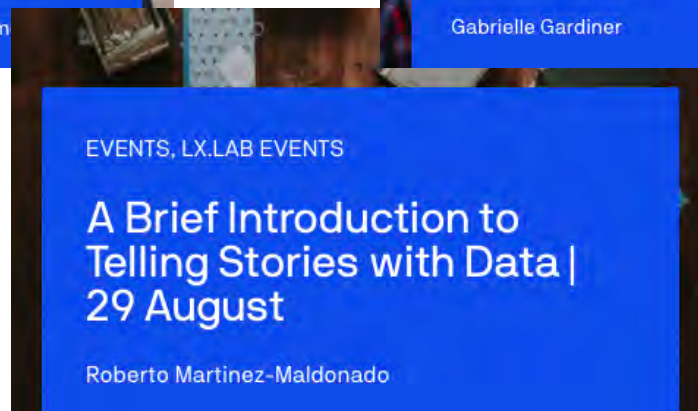 Gabrielle Gardiner
EVENTS, LX.LAB EVENTS
A Brief Introduction to
Telling Stories with Data |
29 August
Roberto Martinez-Maldonado